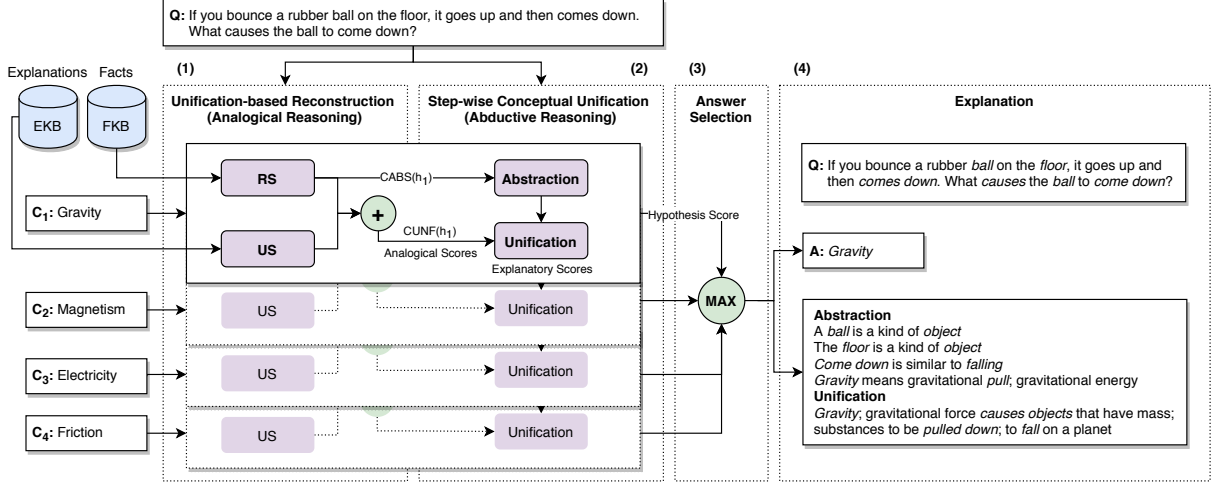 Q: If you bounce a rubber ball on the floor, it goes up and then comes down.
What causes the ball to come down?
Explanations
Facts
EKB
FKB
(1)
(2)
(3)
(4)
Unification-based Reconstruction
(Analogical Reasoning)
Step-wise Conceptual Unification
(Abductive Reasoning)
Answer
Selection
Explanation
RS
CABS(h1)
Abstraction
C1: Gravity
+
US
CUNF(h1)
Analogical Scores
Unification
Explanatory Scores
Hypothesis Score
C2: Magnetism
US
Unification
C3: Electricity
US
Unification
C4: Friction
US
Unification
MAX
Q: If you bounce a rubber ball on the floor, it goes up and
then comes down. What causes the ball to come down?
A: Gravity
Abstraction
A ball is a kind of object
The floor is a kind of object
Come down is similar to falling
Gravity means gravitational pull; gravitational energy
Unification
Gravity; gravitational force causes objects that have mass;
substances to be pulled down; to fall on a planet